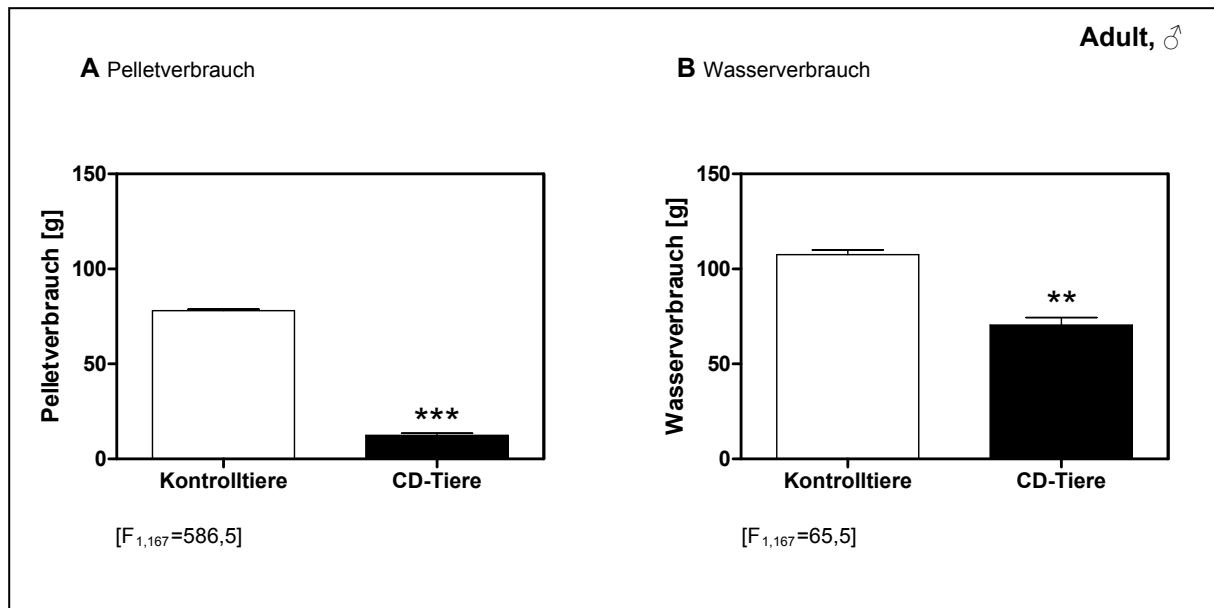 Adult, ♂
A Pelletverbrauch
150
100
50
0
Pelletverbrauch [g]
***
Kontrolltiere CD-Tiere
[F1,167=586,5]
B Wasserverbrauch
150
100
50
0
Wasserverbrauch [g]
**
Kontrolltiere CD-Tiere
[F1,167=65,5]